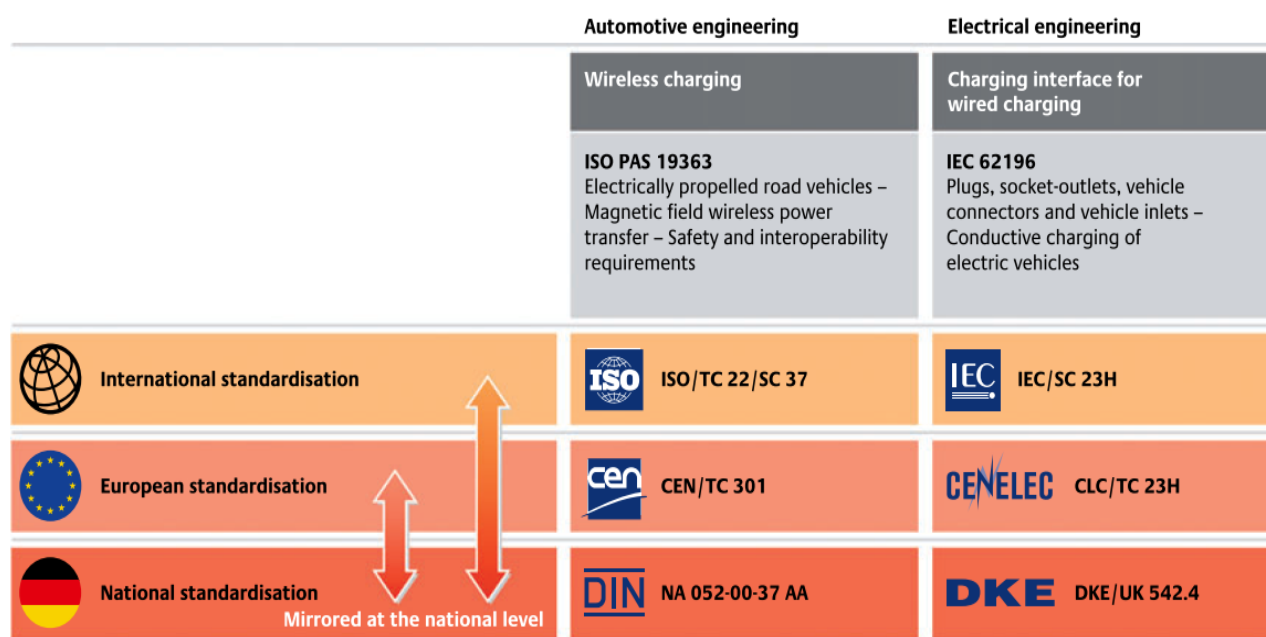 Automotive engineering
Electrical engineering
Wireless charging
Charging interface for
wired charging
ISO PAS 19363
Electrically propelled road vehicles –
Magnetic field wireless power
transfer – Safety and interoperability
requirements
IEC 62196
Plugs, socket-outlets, vehicle
connectors and vehicle inlets –
Conductive charging of
electric vehicles
International standardisation
ISO
ISO/TC 22/SC 37
IEC
IEC/SC 23H
European standardisation
cen
CEN/TC 301
CENELEC
CLC/TC 23H
National standardisation
Mirrored at the national level
DIN
NA 052-00-37 AA
DKE
DKE/UK 542.4